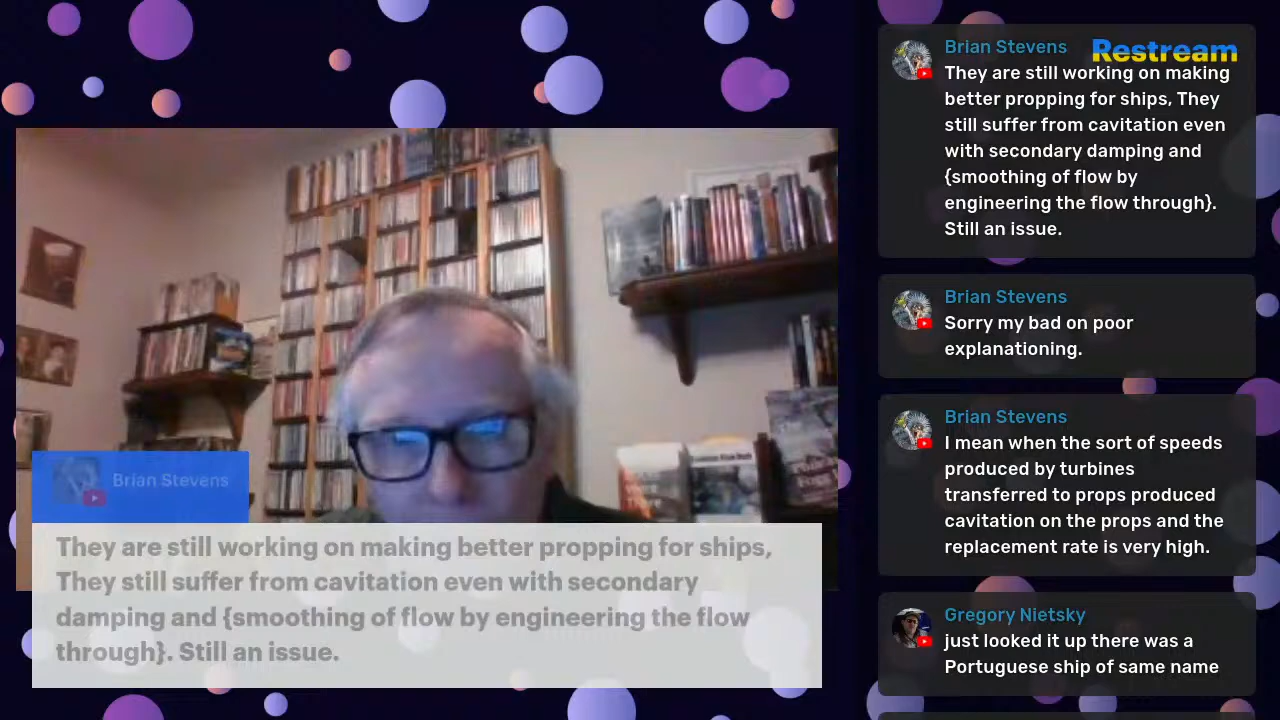 Brian Stevens
They are still working on making better propping for ships,
They still suffer from cavitation even with secondary
damping and {smoothing of flow by engineering the flow
through}. Still an issue.
Restream
Brian Stevens
They are still working on making
better propping for ships, They
still suffer from cavitation even
with secondary damping and
{smoothing of flow by
engineering the flow through}.
Still an issue.
Brian Stevens
Sorry my bad on poor
explanationing.
Brian Stevens
I mean when the sort of speeds
produced by turbines
transferred to props produced
cavitation on the props and the
replacement rate is very high.
Gregory Nietsky
just looked it up there was a
Portuguese ship of same name